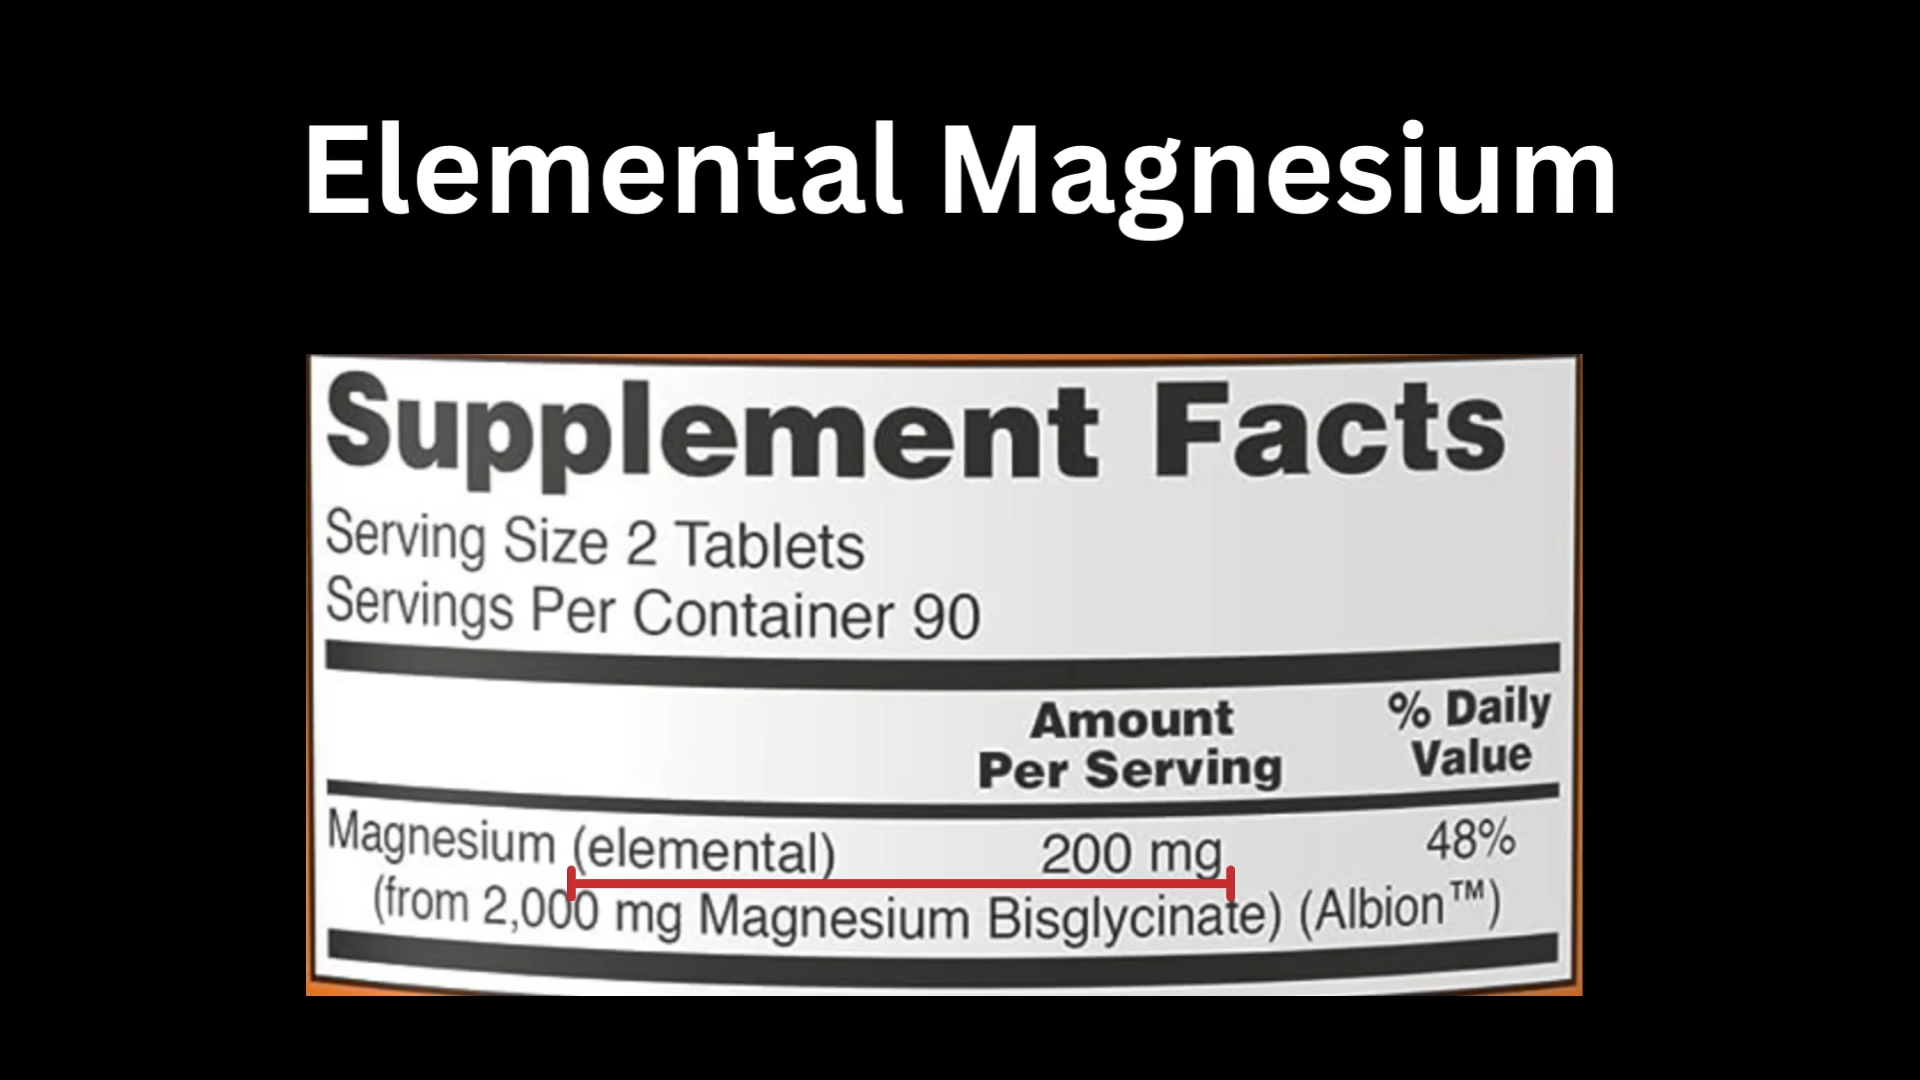 Elemental Magnesium
Supplement Facts
Serving Size 2 Tablets
Servings Per Container 90
Amount
Per Serving
% Daily
Value
Magnesium (elemental) 200 mg 48%
(from 2,000 mg Magnesium Bisglycinate) (Albion™)